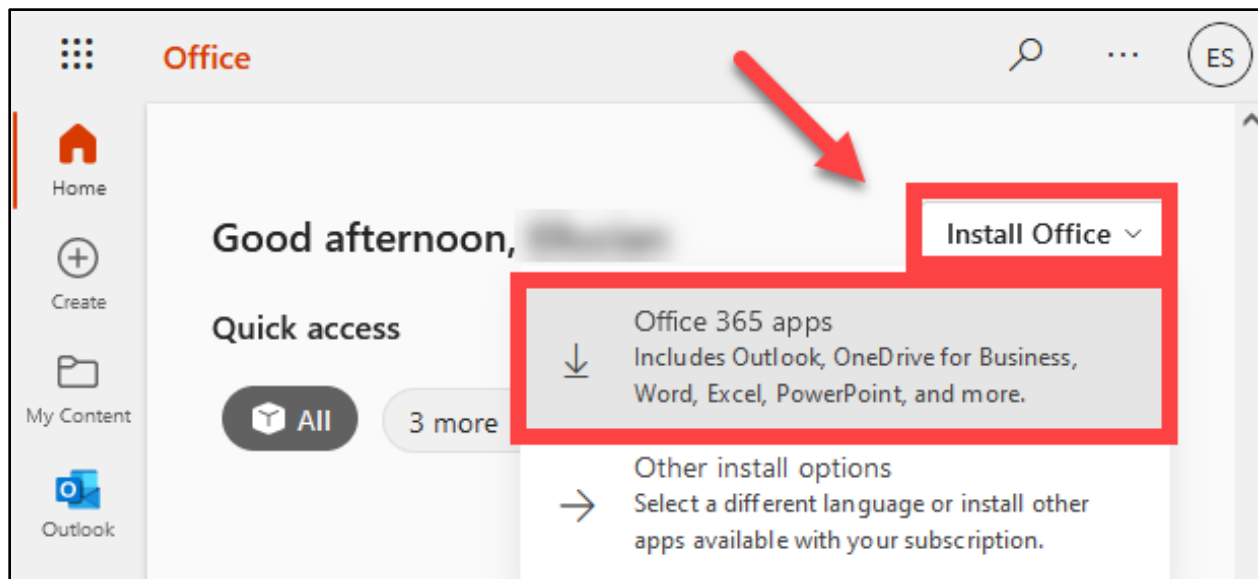 Office
ES
Home
Good afternoon,
Install Office
Create
Quick access
Office 365 apps
Includes Outlook, OneDrive for Business,
Word, Excel, PowerPoint, and more.
My Content
All
3 more
Other install options
Select a different language or install other
apps available with your subscription.
Outlook